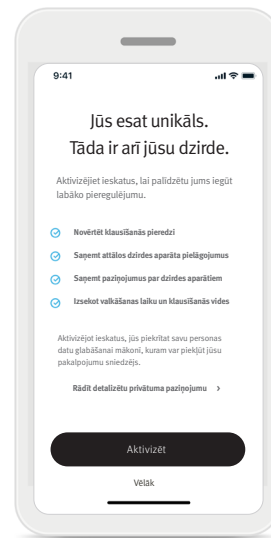 9:41
Jūs esat unikāls.
Tāda ir arī jūsu dzirde.
Aktivizējiet ieskatus, lai palīdzētu jums iegūt
labāko pieregulējumu.
Novērtēt klausīšanās pieredzi
Saņemt attālos dzirdes aparāta pielāgojumus
Saņemt paziņojumus par dzirdes aparātiem
Izsekot valkāšanas laiku un klausīšanās vides
Aktivizējot ieskatus, jūs piekrītat savu personas
datu glabāšanai mākonī, kuram var piekļūt jūsu
pakalpojumu sniedzējs.
Rādīt detalizētu privātuma paziņojumu
Aktivizēt
Vēlāk